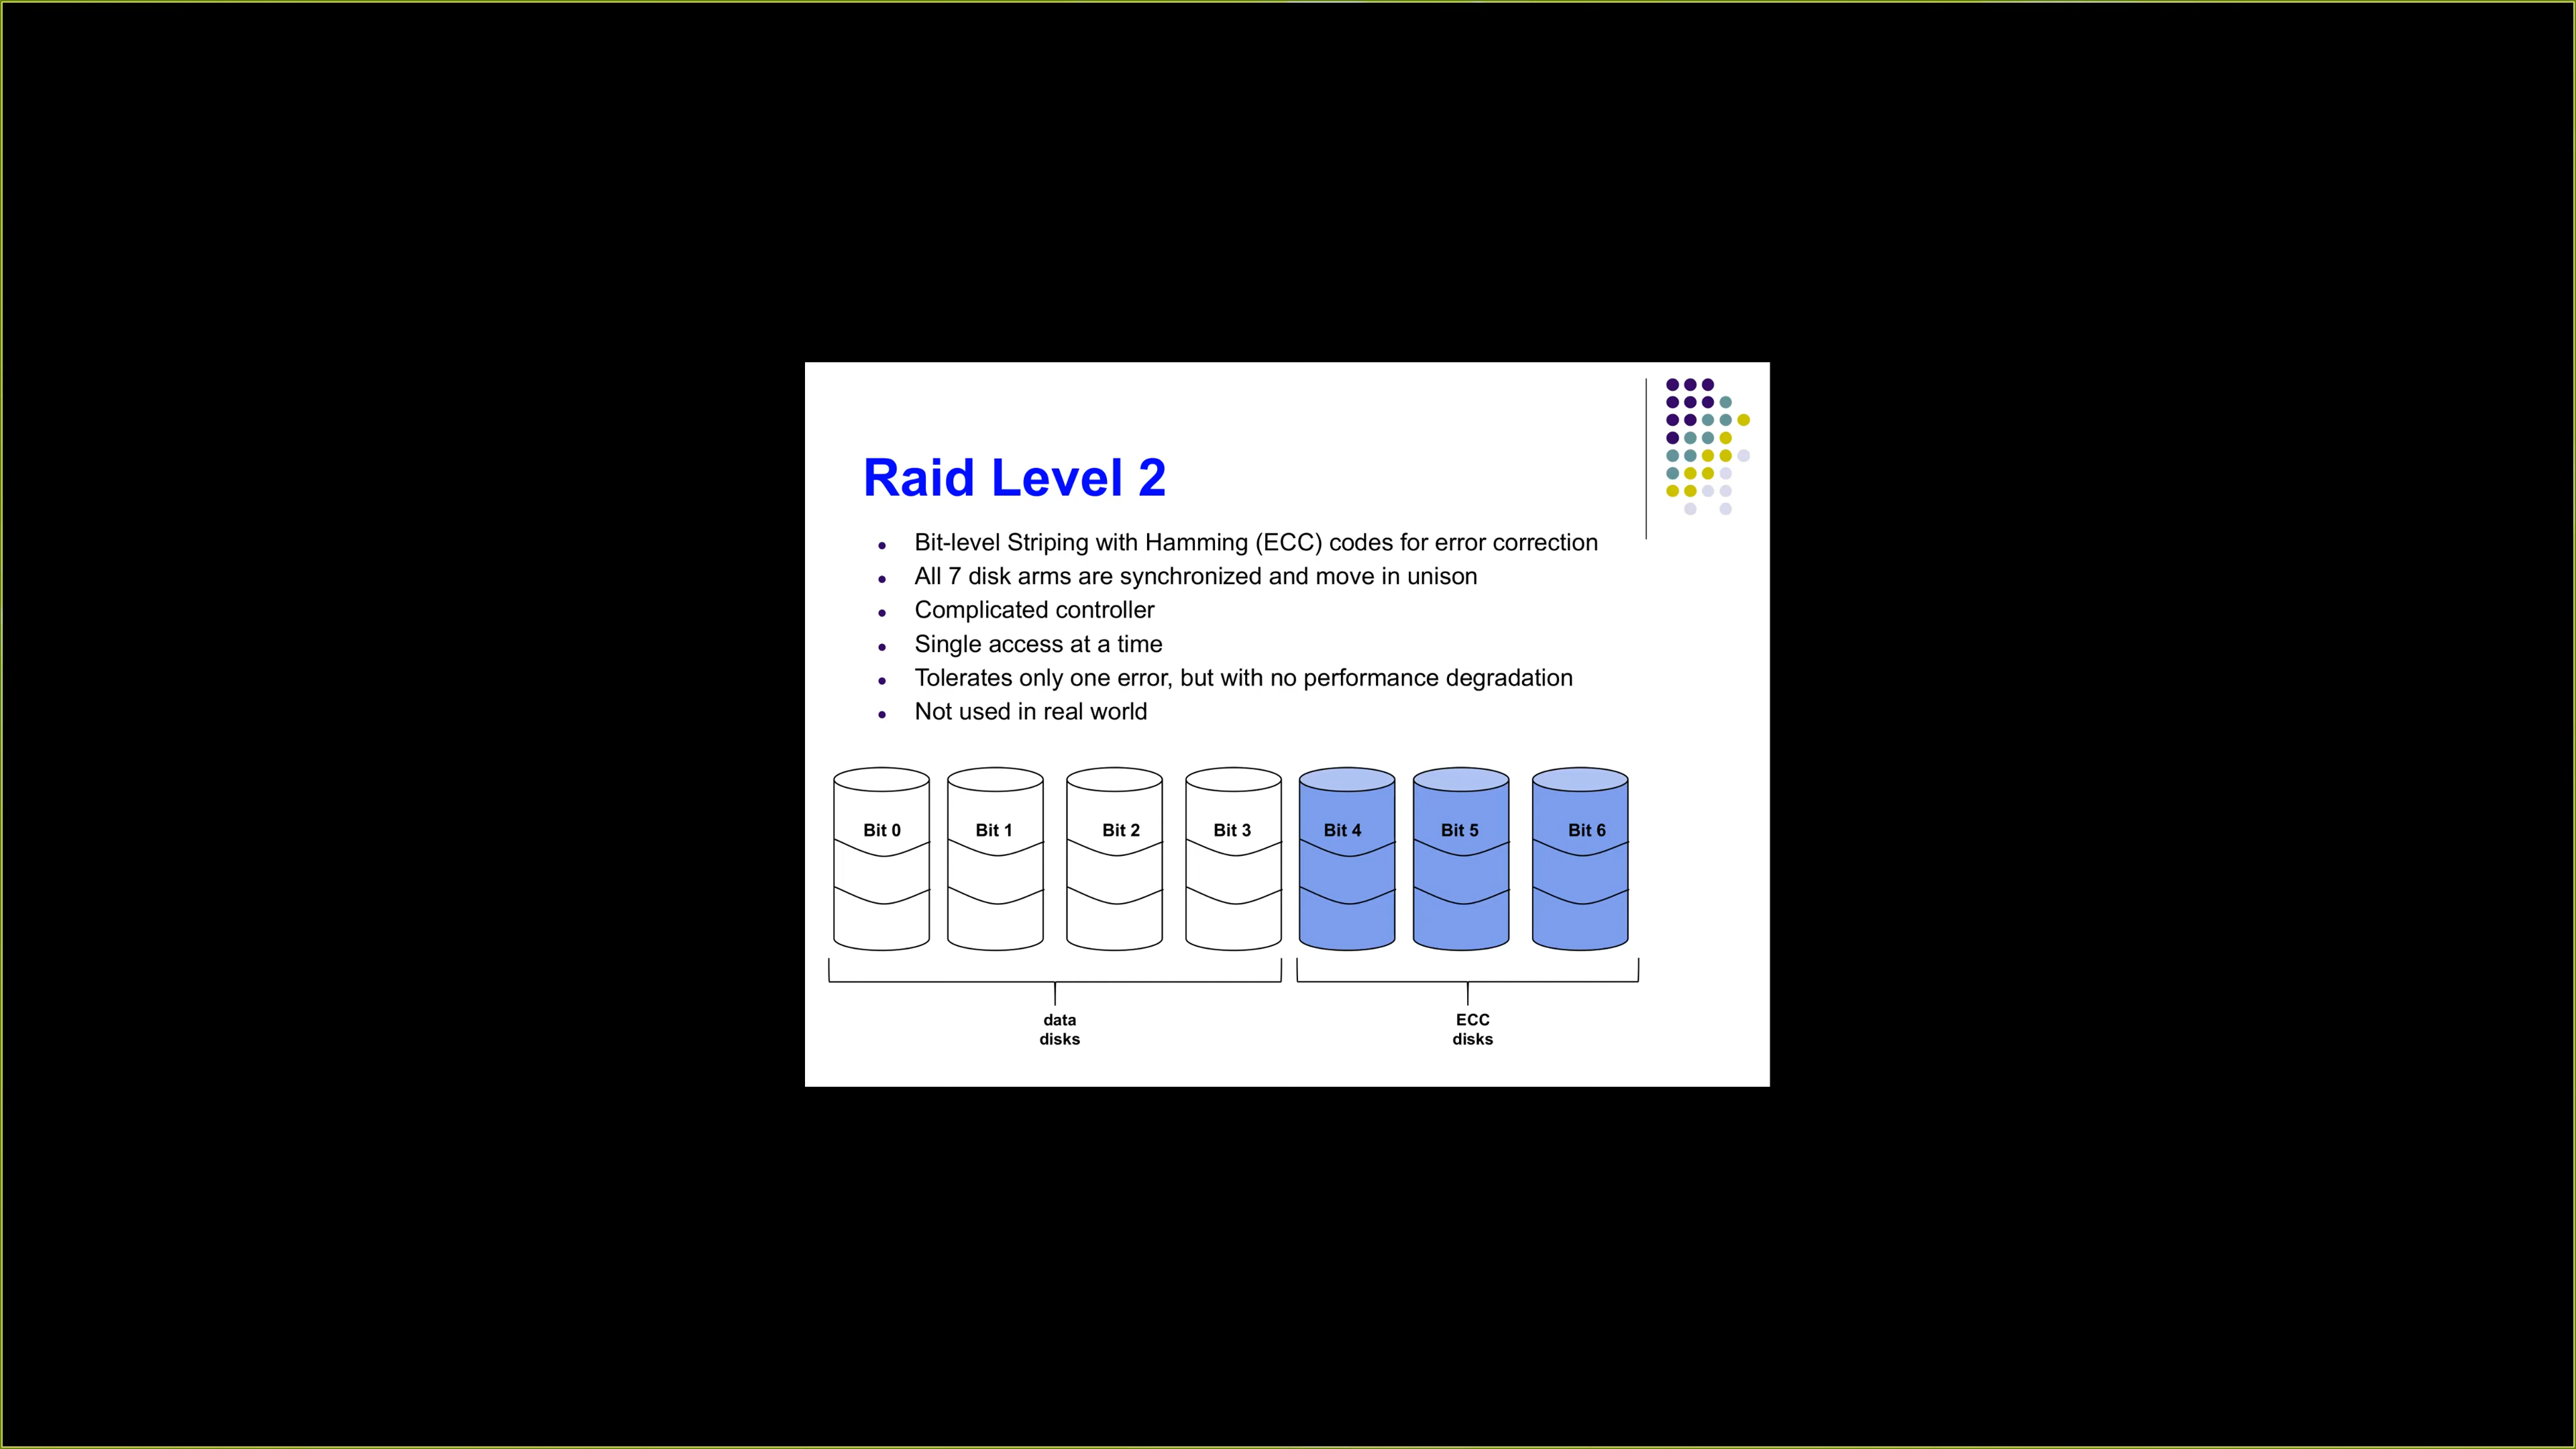 Raid Level 2
Bit-level Striping with Hamming (ECC) codes for error correction
All 7 disk arms are synchronized and move in unison
Complicated controller
Single access at a time
Tolerates only one error, but with no performance degradation
Not used in real world
Bit 0 Bit 1 Bit 2 Bit 3 Bit 4 Bit 5 Bit 6
data
disks
ECC
disks